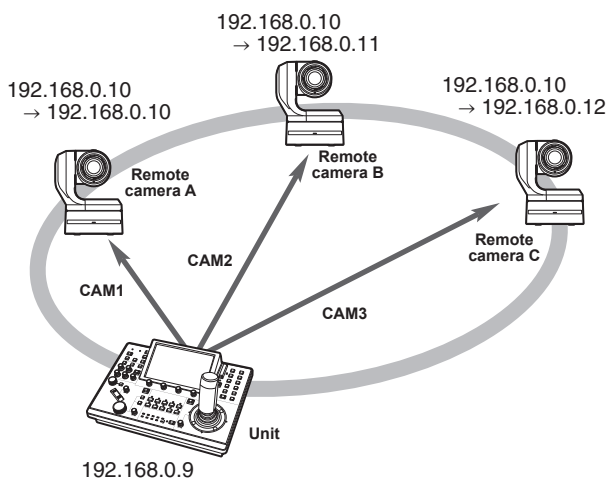 192.168.0.10
→ 192.168.0.11
192.168.0.10
→ 192.168.0.10
192.168.0.10
→ 192.168.0.12
Remote
camera A
Remote
camera B
Remote
camera C
CAM1
CAM2
CAM3
Unit
192.168.0.9